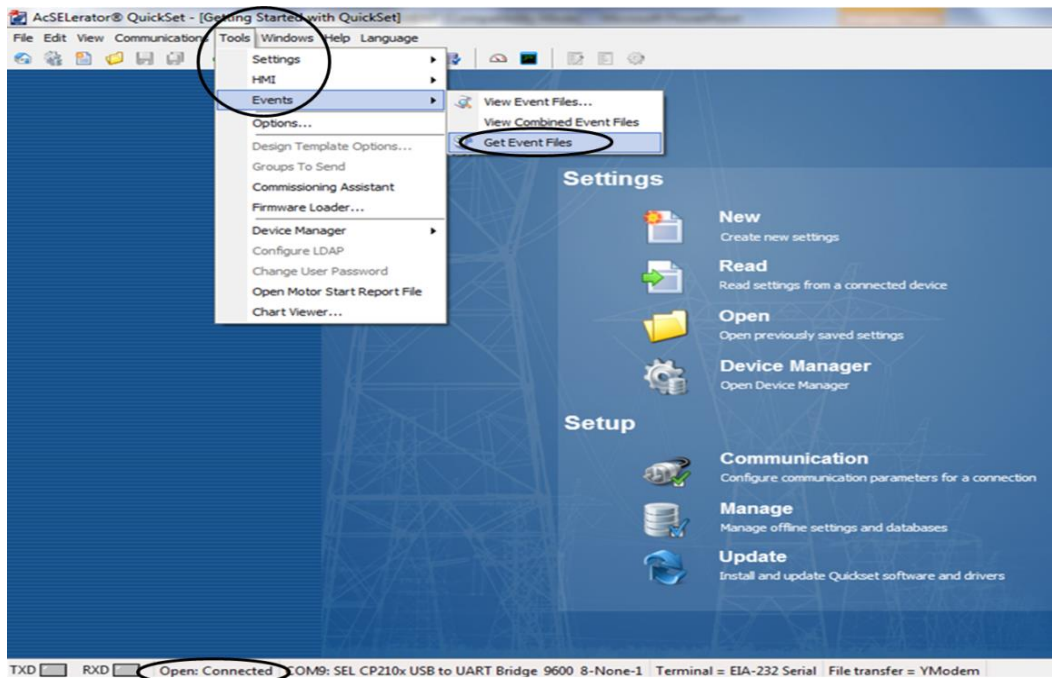 AcSELerator® QuickSet - [Getting Started with QuickSet]
File Edit View Communications Tools Windows Help Language
Settings
HMI
Events
Options...
Design Template Options...
Groups To Send
Commissioning Assistant
Firmware Loader...
Device Manager
Configure LDAP
Change User Password
Open Motor Start Report File
Chart Viewer...
View Event Files...
View Combined Event Files
Get Event Files
Settings
New
Create new settings
Read
Read settings from a connected device
Open
Open previously saved settings
Device Manager
Open Device Manager
Setup
Communication
Configure communication parameters for a connection
Manage
Manage offline settings and databases
Update
Install and update Quickset software and drivers
TXD RXD Open: Connected COM9: SEL CP210x USB to UART Bridge 9600 8-None-1 Terminal = EIA-232 Serial File transfer = YModem